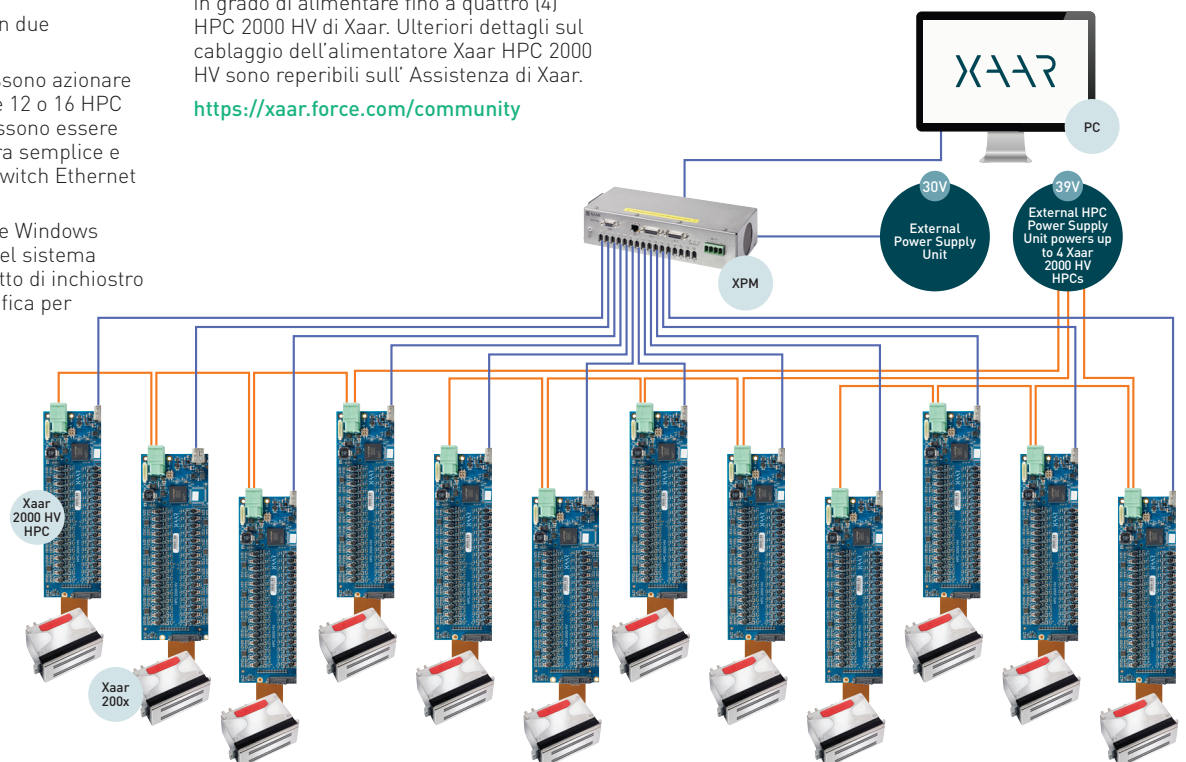 n due
ssono azionare
e 12 o 16 HPC
ssono essere
ra semplice e
witch Ethernet
e Windows
el sistema
tto di inchiostro
fica per
in grado di alimentare fino a quattro (4)
HPC 2000 HV di Xaar. Ulteriori dettagli sul
cablaggio dell'alimentatore Xaar HPC 2000
HV sono reperibili sull' Assistenza di Xaar.
https://xaar.force.com/community
XAAR
PC
30V
External
Power Supply
Unit
39V
External HPC
Power Supply
Unit powers up
to 4 Xaar
2000 HV
HPCs
XPM
Xaar
2000 HV
HPC
Xaar
200x